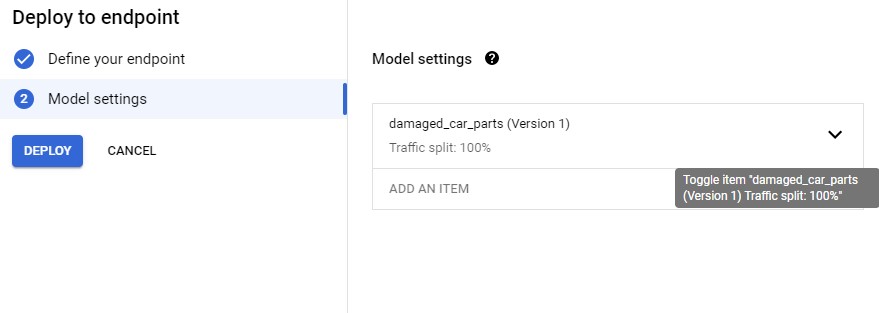 Deploy to endpoint
Define your endpoint
2 Model settings
DEPLOY CANCEL
Model settings ?
damaged_car_parts (Version 1)
Traffic split: 100%
ADD AN ITEM
Toggle item "damaged_car_parts
(Version 1) Traffic split: 100%"